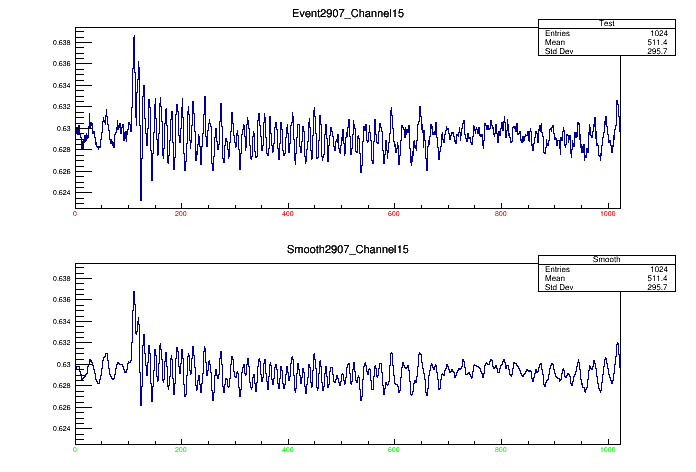 Event2907_Channel15
Test
Entries 1024
Mean 511.4
Std Dev 295.7
0.638
0.636
0.634
0.632
0.63
0.628
0.626
0.624
0 200 400 600 800 1000
Smooth2907_Channel15
Smooth
Entries 1024
Mean 511.4
Std Dev 295.7
0.638
0.636
0.634
0.632
0.63
0.628
0.626
0.624
0 200 400 600 800 1000